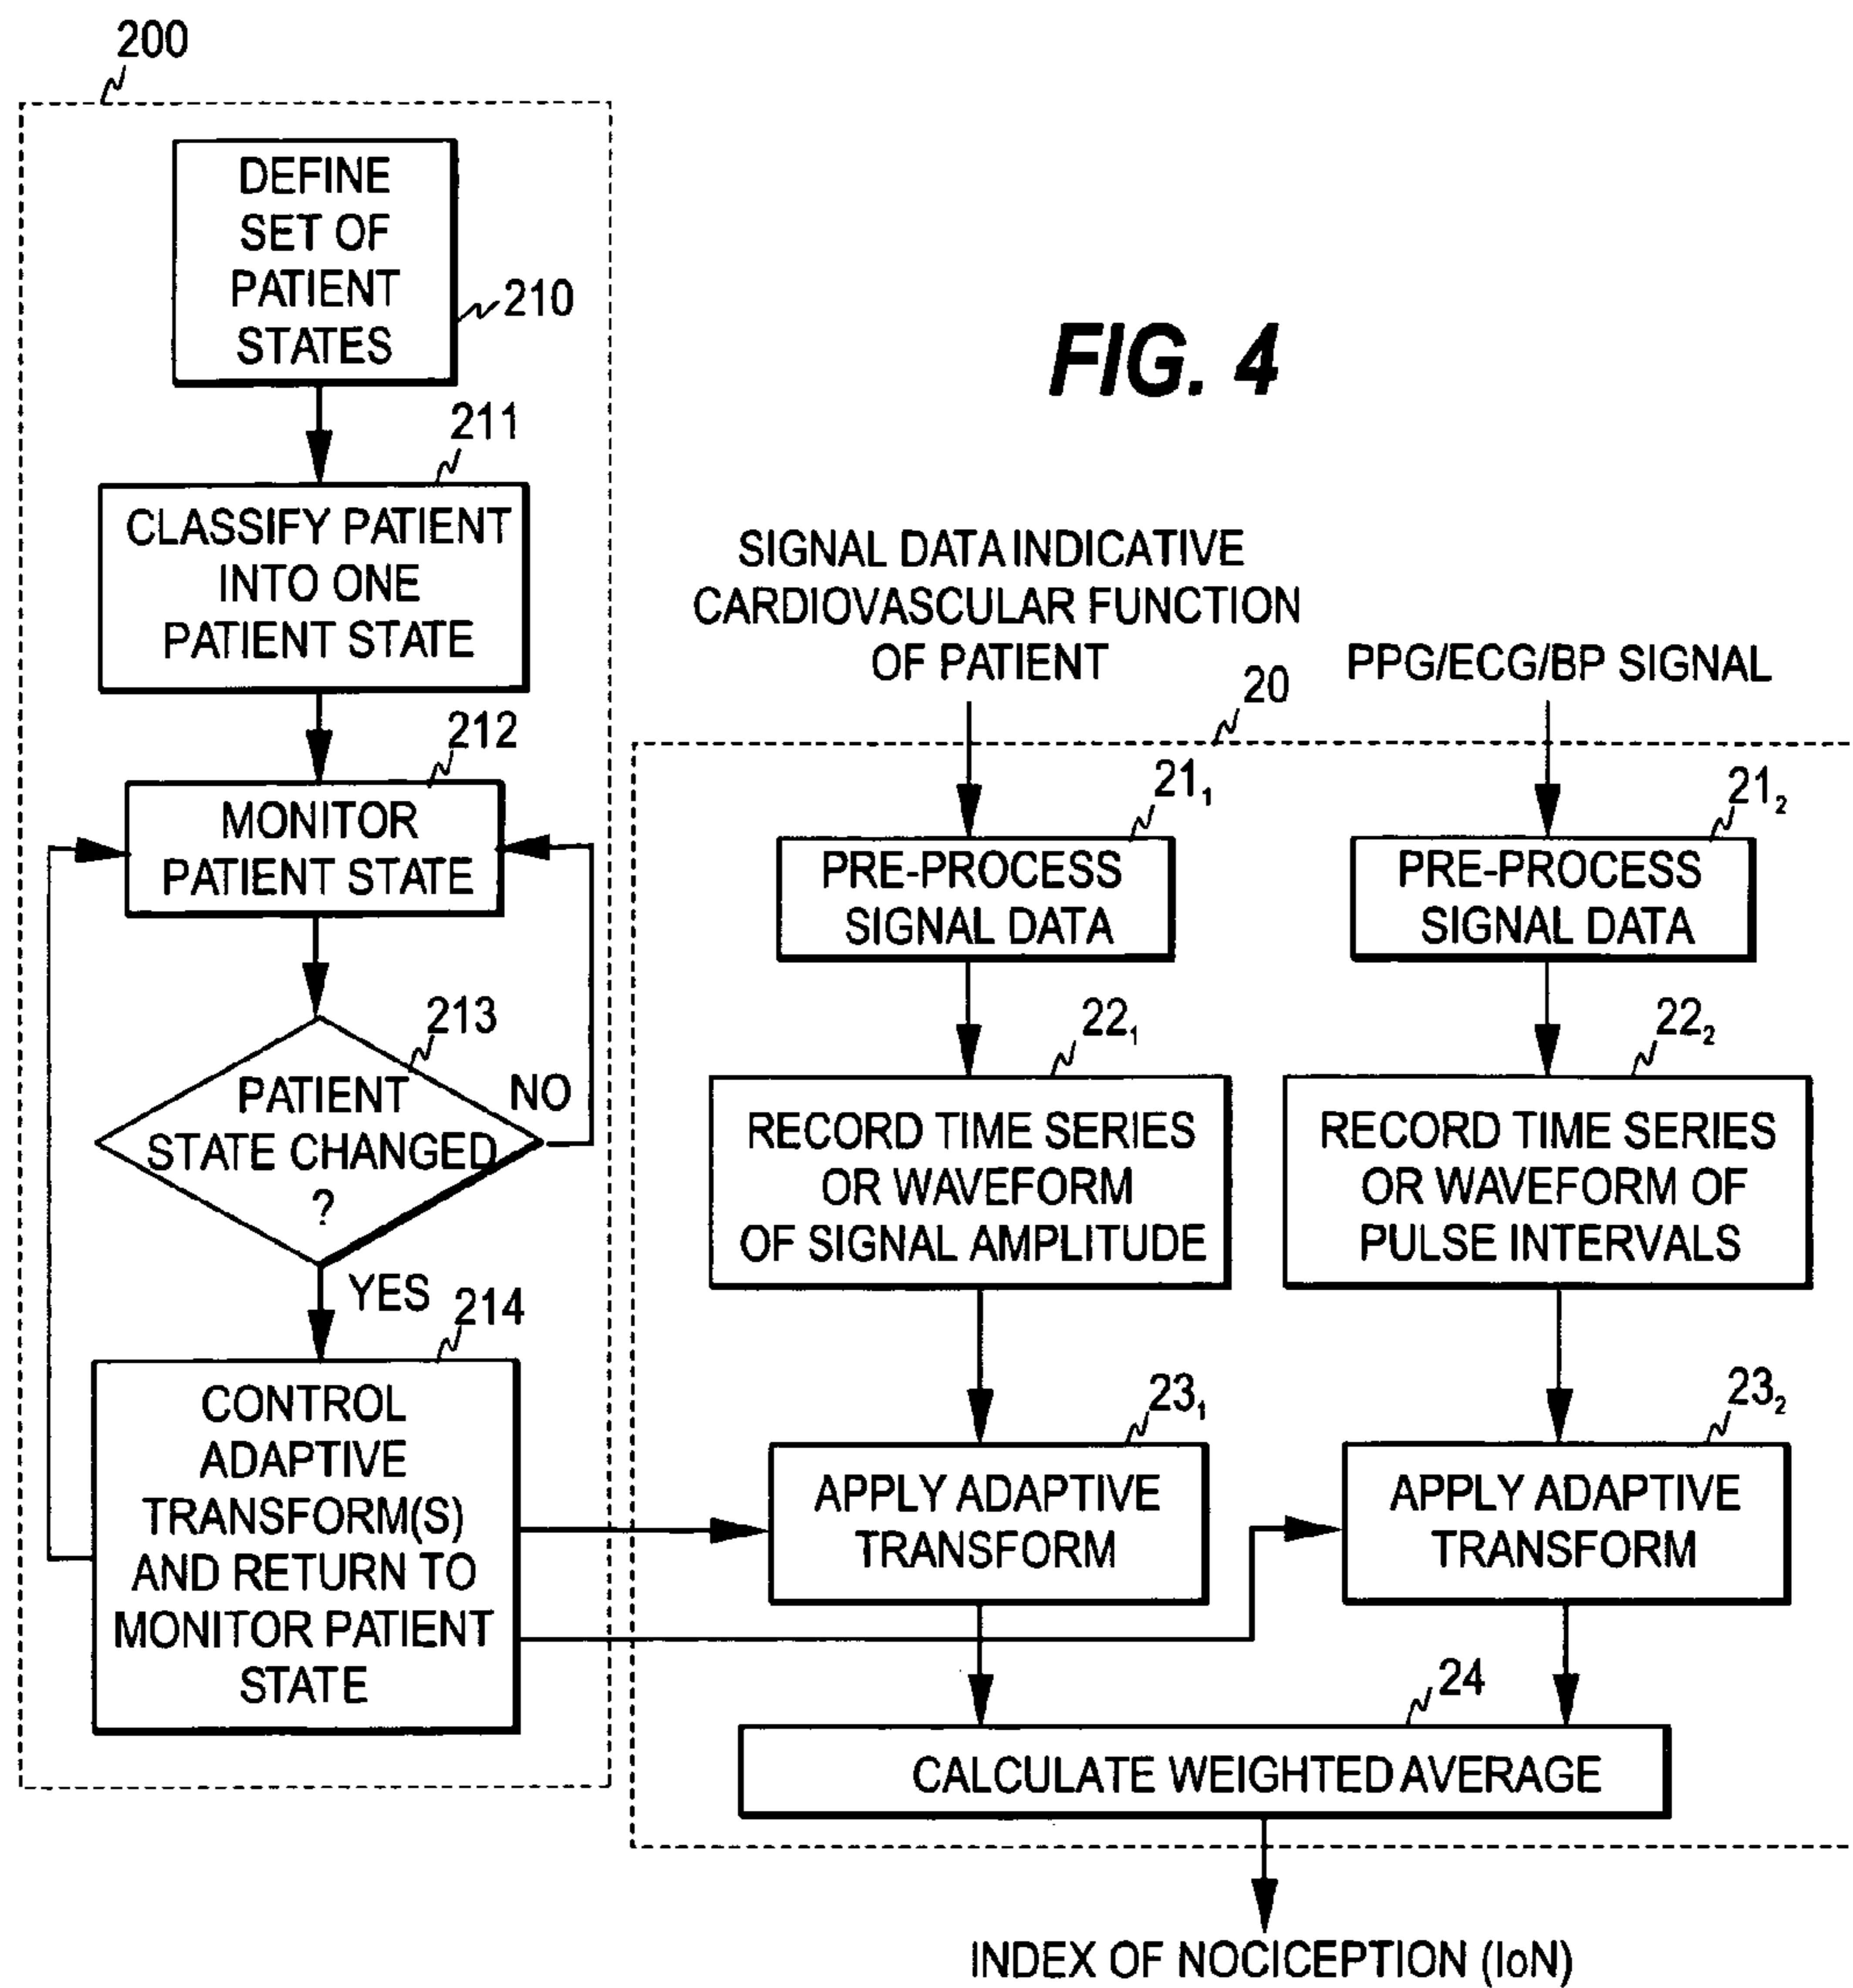 200
DEFINE
SET OF
PATIENT
STATES
210
FIG. 4
211
CLASSIFY PATIENT
INTO ONE
PATIENT STATE
212
MONITOR
PATIENT STATE
213
PATIENT
STATE CHANGED
?
NO
YES
214
CONTROL
ADAPTIVE
TRANSFORM(S)
AND RETURN TO
MONITOR PATIENT
STATE
SIGNAL DATA INDICATIVE
CARDIOVASCULAR FUNCTION
OF PATIENT
PPG/ECG/BP SIGNAL
20
21₁
PRE-PROCESS
SIGNAL DATA
21₂
PRE-PROCESS
SIGNAL DATA
22₁
RECORD TIME SERIES
OR WAVEFORM
OF SIGNAL AMPLITUDE
22₂
RECORD TIME SERIES
OR WAVEFORM OF
PULSE INTERVALS
23₁
APPLY ADAPTIVE
TRANSFORM
23₂
APPLY ADAPTIVE
TRANSFORM
24
CALCULATE WEIGHTED AVERAGE
INDEX OF NOCICEPTION (IoN)